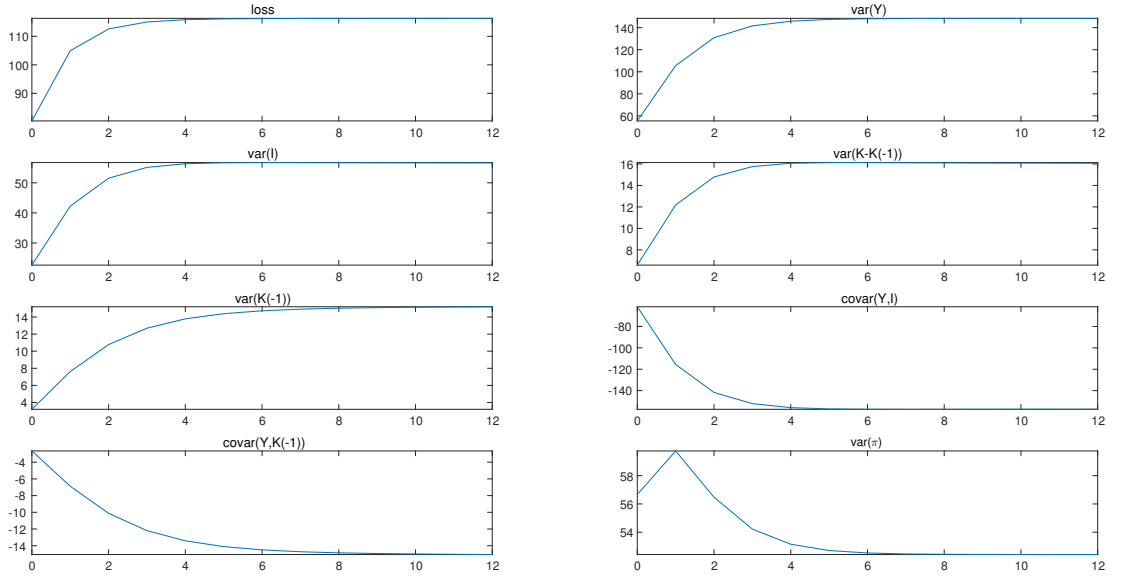 loss
110
100
90
0 2 4 6 8 10 12
var(Y)
140
120
100
80
60
0 2 4 6 8 10 12
var(I)
50
40
30
0 2 4 6 8 10 12
var(K-K(-1))
16
14
12
10
8
0 2 4 6 8 10 12
var(K(-1))
14
12
10
8
6
4
0 2 4 6 8 10 12
covar(Y,I)
-80
-100
-120
-140
0 2 4 6 8 10 12
covar(Y,K(-1))
-4
-6
-8
-10
-12
-14
0 2 4 6 8 10 12
var(π)
58
56
54
0 2 4 6 8 10 12